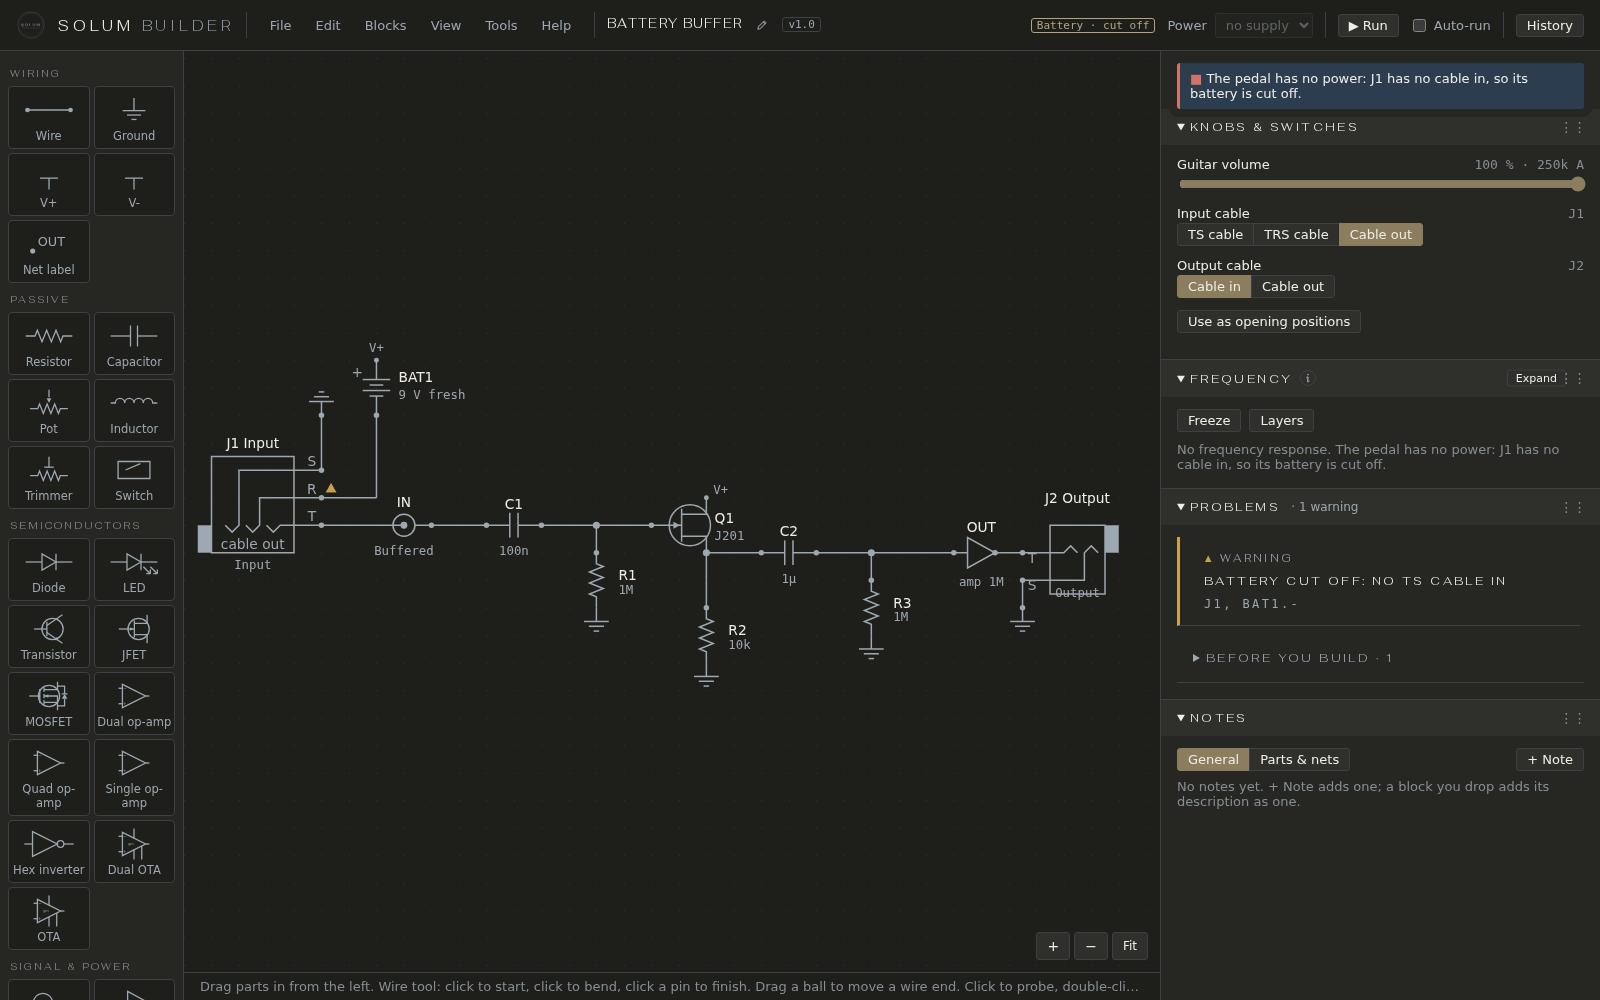 SOLUM BUILDER
File Edit Blocks View Tools Help
BATTERY BUFFER v1.0
Battery · cut off Power no supply ▶ Run Auto-run History
WIRING
Wire Ground
V+ V-
OUT
Net label
PASSIVE
Resistor Capacitor
Pot Inductor
Trimmer Switch
SEMICONDUCTORS
Diode LED
Transistor JFET
MOSFET Dual op-amp
Quad op-amp Single op-amp
Hex inverter Dual OTA
OTA
SIGNAL & POWER
V+
+ BAT1
9 V fresh
J1 Input
S
R
T
cable out
Input
IN
Buffered
C1
100n
R1
1M
V+
Q1
J201
R2
10k
C2
1µ
R3
1M
OUT
amp 1M
J2 Output
T
S
Output
+ − Fit
Drag parts in from the left. Wire tool: click to start, click to bend, click a pin to finish. Drag a ball to move a wire end. Click to probe, double-cli…
The pedal has no power: J1 has no cable in, so its
battery is cut off.
KNOBS & SWITCHES
Guitar volume 100 % · 250k A
Input cable J1
TS cable TRS cable Cable out
Output cable J2
Cable in Cable out
Use as opening positions
FREQUENCY i Expand
Freeze Layers
No frequency response. The pedal has no power: J1 has no
cable in, so its battery is cut off.
PROBLEMS · 1 warning
WARNING
BATTERY CUT OFF: NO TS CABLE IN
J1, BAT1.-
BEFORE YOU BUILD · 1
NOTES
General Parts & nets + Note
No notes yet. + Note adds one; a block you drop adds its
description as one.